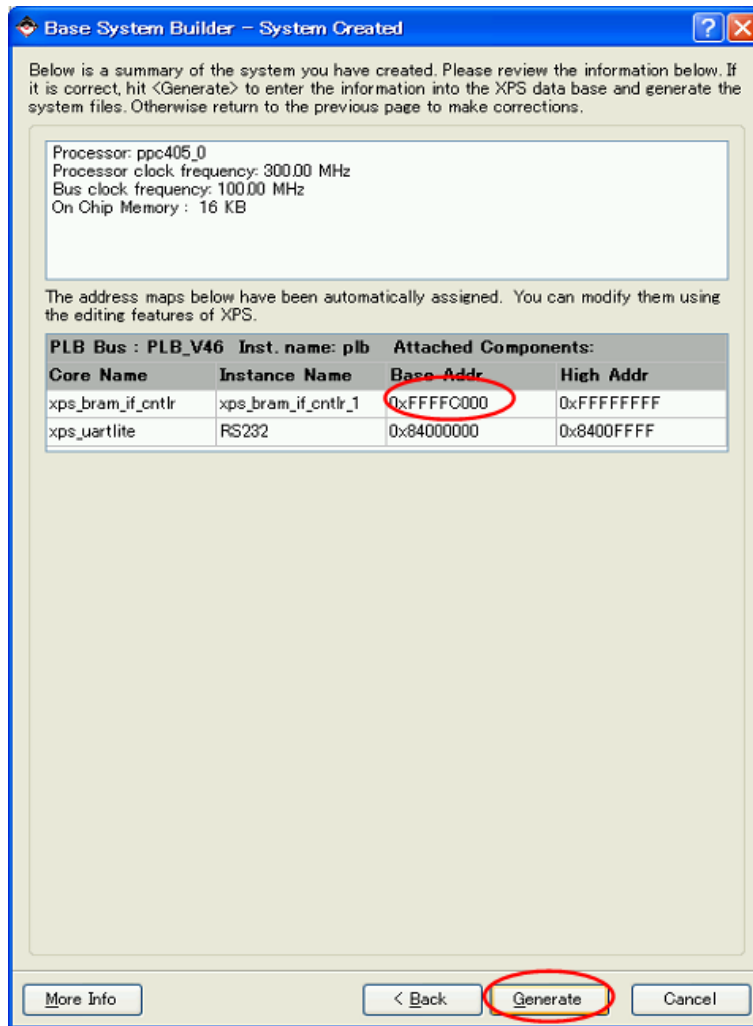 Base System Builder - System Created
Below is a summary of the system you have created. Please review the information below. If
it is correct, hit <Generate> to enter the information into the XPS data base and generate the
system files. Otherwise return to the previous page to make corrections.
Processor: ppc405_0
Processor clock frequency: 300.00 MHz
Bus clock frequency: 100.00 MHz
On Chip Memory : 16 KB
The address maps below have been automatically assigned. You can modify them using
the editing features of XPS.
PLB Bus : PLB_V46 Inst. name: plb Attached Components:
Core Name Instance Name Base Addr High Addr
xps_bram_if_cntlr xps_bram_if_cntlr_1 0xFFFFC000 0xFFFFFFFF
xps_uartlite RS232 0x84000000 0x8400FFFF
More Info < Back Generate Cancel